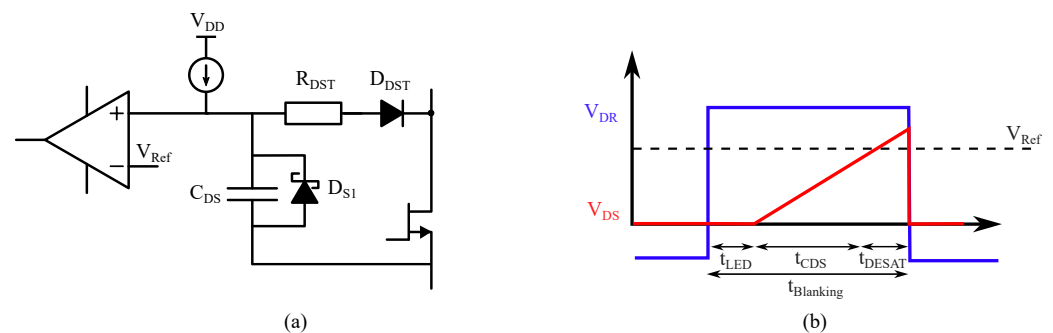 V_DD
R_DST
D_DST
+
V_Ref
−
C_DS
D_S1
(a)
V_DR
V_Ref
V_DS
t_LED
t_CDS
t_DESAT
t_Blanking
(b)